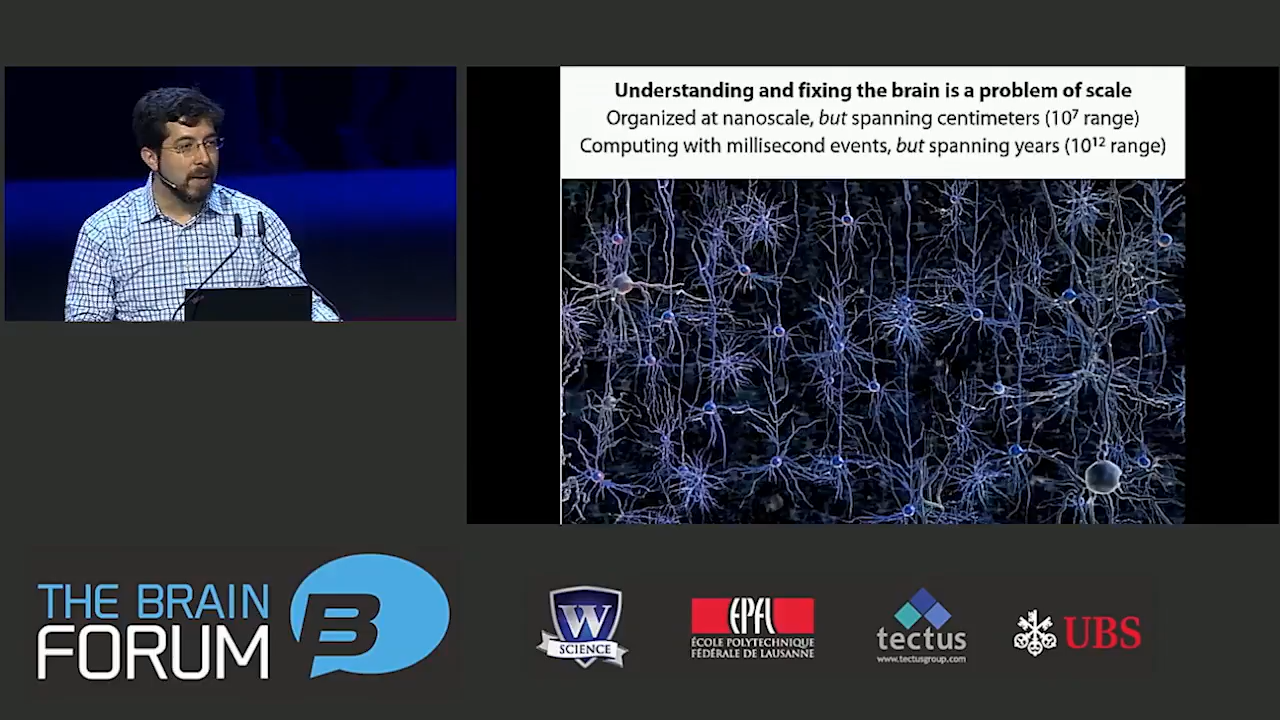 Understanding and fixing the brain is a problem of scale
Organized at nanoscale, but spanning centimeters (10⁷ range)
Computing with millisecond events, but spanning years (10¹² range)
THE BRAIN
FORUM
B
W
SCIENCE
EPFL
ÉCOLE POLYTECHNIQUE
FÉDÉRALE DE LAUSANNE
tectus
www.tectusgroup.com
UBS